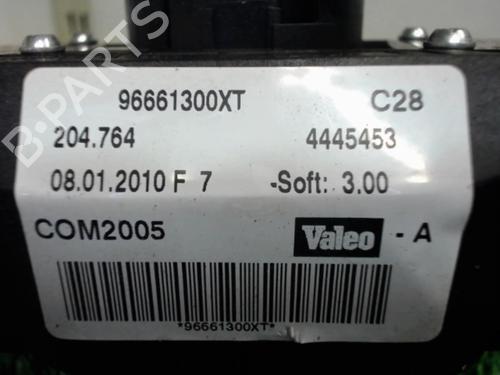 96661300XT C28
204.764 4445453
08.01.2010 F 7 -Soft: 3.00
COM2005 Valeo - A
*96661300XT*
B-PARTS